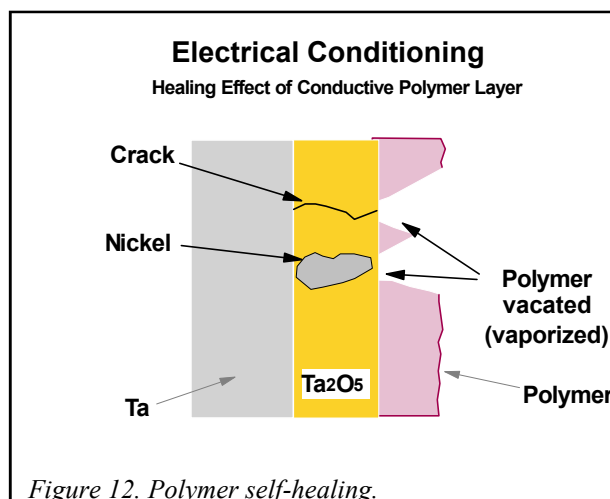 Electrical Conditioning
Healing Effect of Conductive Polymer Layer
Crack
Nickel
Polymer
vacated
(vaporized)
Ta2O5
Ta
Polymer
Figure 12. Polymer self-healing.